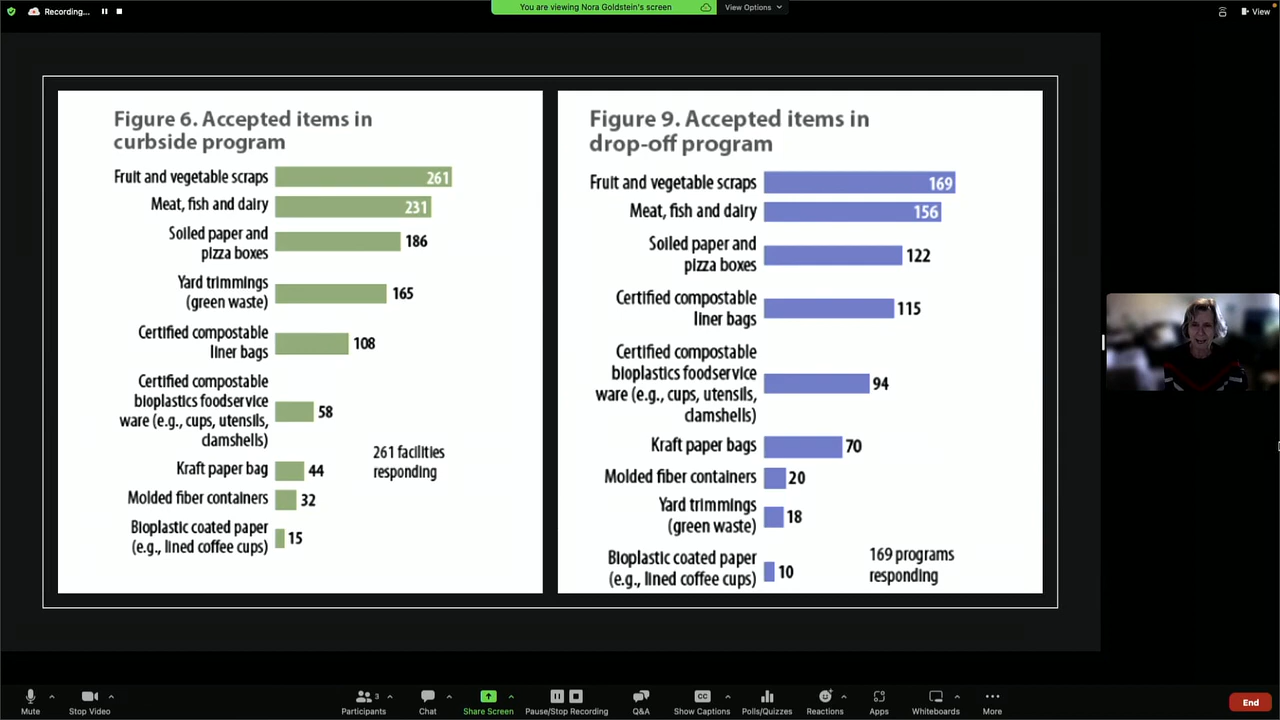 Recording...
You are viewing Nora Goldstein's screen
View Options
View
Figure 6. Accepted items in
curbside program
Fruit and vegetable scraps 261
Meat, fish and dairy 231
Soiled paper and
pizza boxes 186
Yard trimmings
(green waste) 165
Certified compostable
liner bags 108
Certified compostable
bioplastics foodservice
ware (e.g., cups, utensils,
clamshells) 58
261 facilities
responding
Kraft paper bag 44
Molded fiber containers 32
Bioplastic coated paper
(e.g., lined coffee cups) 15
Figure 9. Accepted items in
drop-off program
Fruit and vegetable scraps 169
Meat, fish and dairy 156
Soiled paper and
pizza boxes 122
Certified compostable
liner bags 115
Certified compostable
bioplastics foodservice
ware (e.g., cups, utensils,
clamshells) 94
Kraft paper bags 70
Molded fiber containers 20
Yard trimmings
(green waste) 18
Bioplastic coated paper
(e.g., lined coffee cups) 10
169 programs
responding
Mute
Stop Video
Participants 3
Chat
Share Screen
Pause/Stop Recording
Q&A
CC
Show Captions
Polls/Quizzes
Reactions
Apps
Whiteboards
More
End